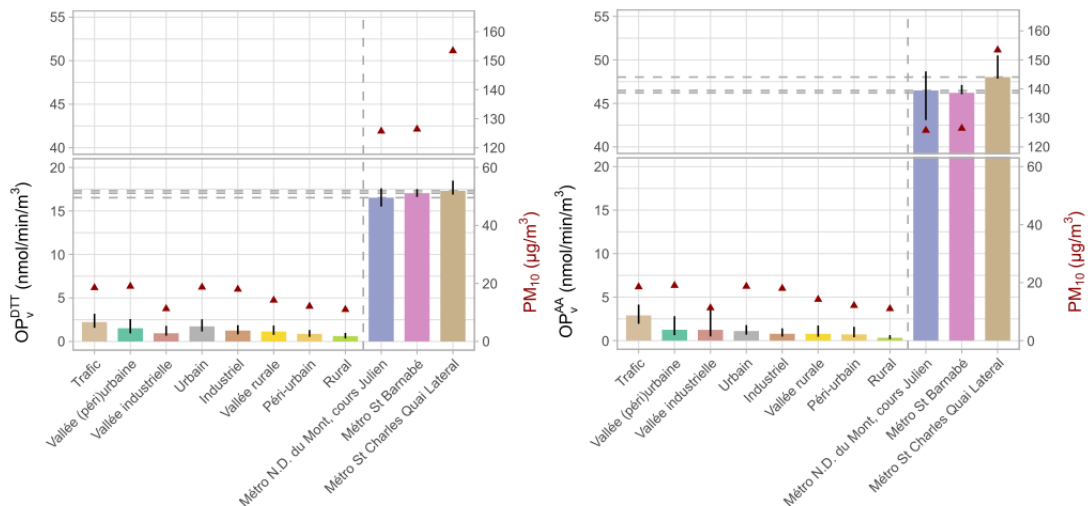 55
50
45
40
20
15
10
5
0
OPvDTT (nmol/min/m³)
160
150
140
130
120
60
40
20
0
PM10 (µg/m³)
Trafic
Vallée (péri)urbaine
Vallée industrielle
Urbain
Industriel
Vallée rurale
Péri-urbain
Rural
Métro N.D. du Mont, cours Julien
Métro St Barnabé
Métro St Charles Quai Lateral
55
50
45
40
20
15
10
5
0
OPvAA (nmol/min/m³)
160
150
140
130
120
60
40
20
0
PM10 (µg/m³)
Trafic
Vallée (péri)urbaine
Vallée industrielle
Urbain
Industriel
Vallée rurale
Péri-urbain
Rural
Métro N.D. du Mont, cours Julien
Métro St Barnabé
Métro St Charles Quai Lateral